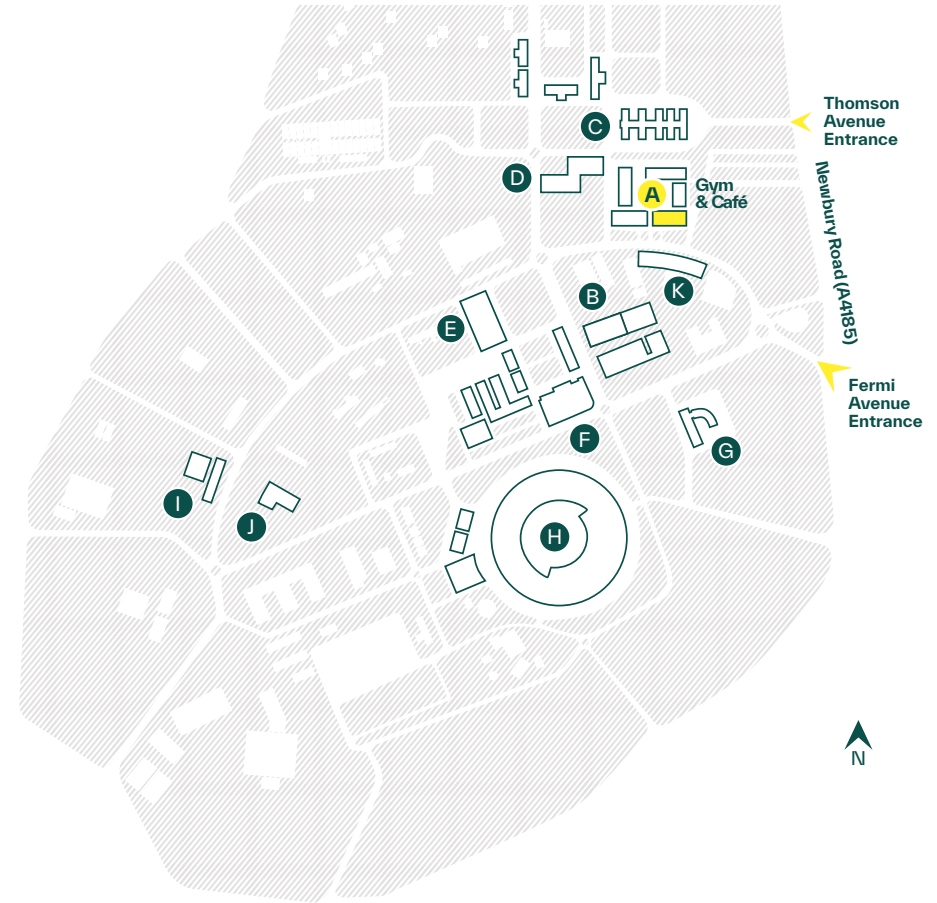 Thomson
Avenue
Entrance
C
D
A
Gym
& Café
Newbury Road (A4185)
K
B
E
Fermi
Avenue
Entrance
F
G
I
J
H
N